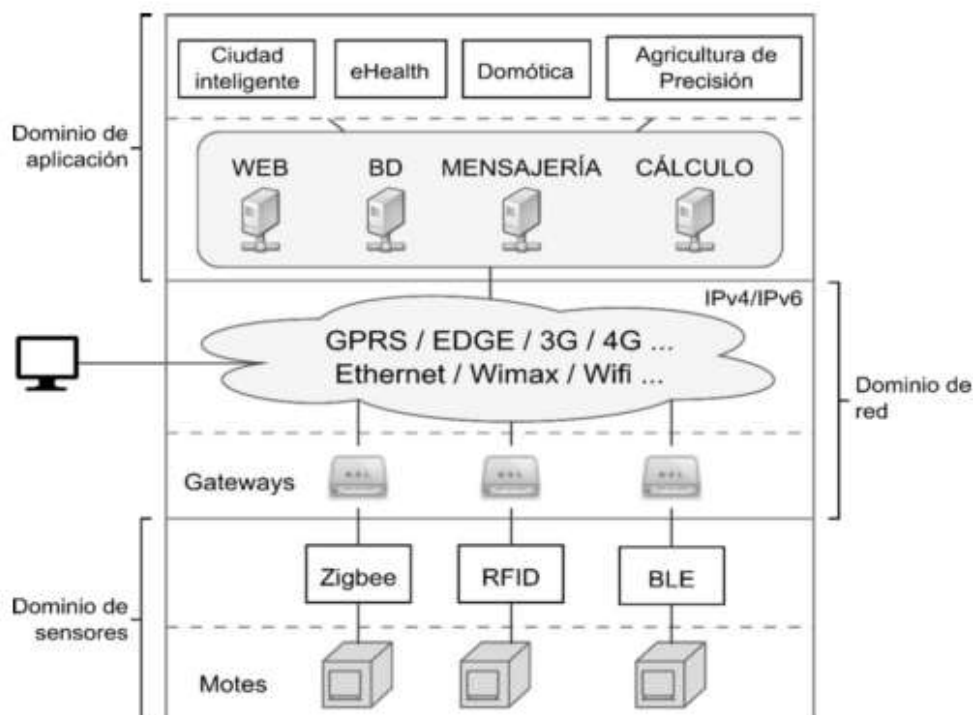 Ciudad
inteligente
eHealth
Domótica
Agricultura de
Precisión
Dominio de
aplicación
WEB
BD
MENSAJERÍA
CÁLCULO
IPv4/IPv6
GPRS / EDGE / 3G / 4G ...
Ethernet / Wimax / Wifi ...
Dominio de
red
Gateways
Zigbee
RFID
BLE
Dominio de
sensores
Motes